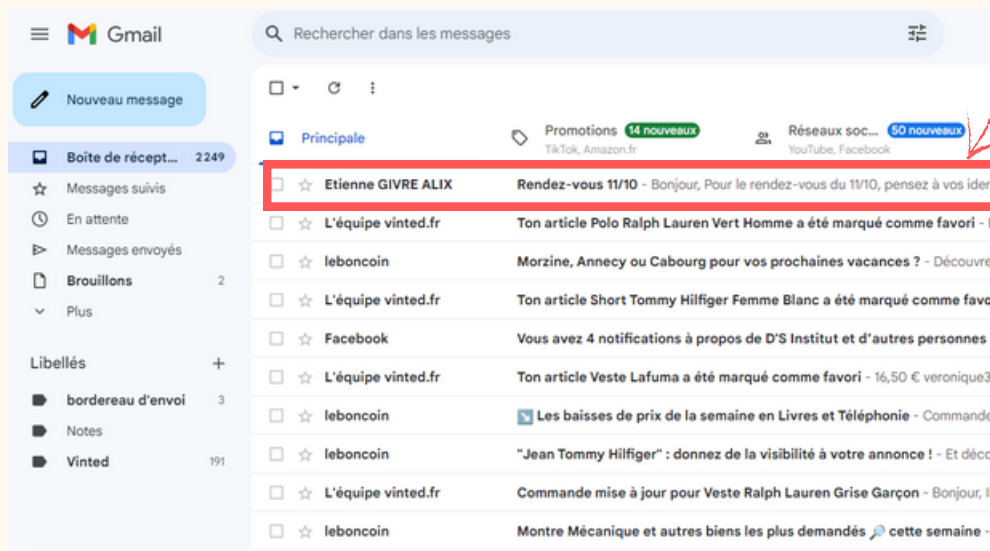 Gmail
Rechercher dans les messages
Nouveau message
Principale
Promotions 14 nouveaux
TikTok, Amazon.fr
Réseaux soc... 50 nouveaux
YouTube, Facebook
Boîte de récept... 2 249
Messages suivis
En attente
Messages envoyés
Brouillons 2
Plus
Libellés
bordereau d'envoi 3
Notes
Vinted 191
Etienne GIVRE ALIX Rendez-vous 11/10 - Bonjour, Pour le rendez-vous du 11/10, pensez à vos
L'équipe vinted.fr Ton article Polo Ralph Lauren Vert Homme a été marqué comme favori -
leboncoin Morzine, Annecy ou Cabourg pour vos prochaines vacances ? -
L'équipe vinted.fr Ton article Short Tommy Hilfiger Femme Blanc a été marqué comme
Facebook Vous avez 4 notifications à propos de D'S Institut et d'autres personnes
L'équipe vinted.fr Ton article Veste Lafuma a été marqué comme favori - 16,50 €
leboncoin Les baisses de prix de la semaine en Livres et Téléphonie -
leboncoin "Jean Tommy Hilfiger" : donnez de la visibilité à votre annonce ! - Et
L'équipe vinted.fr Commande mise à jour pour Veste Ralph Lauren Grise Garçon - Bonjour,
leboncoin Montre Mécanique et autres biens les plus demandés cette semaine -